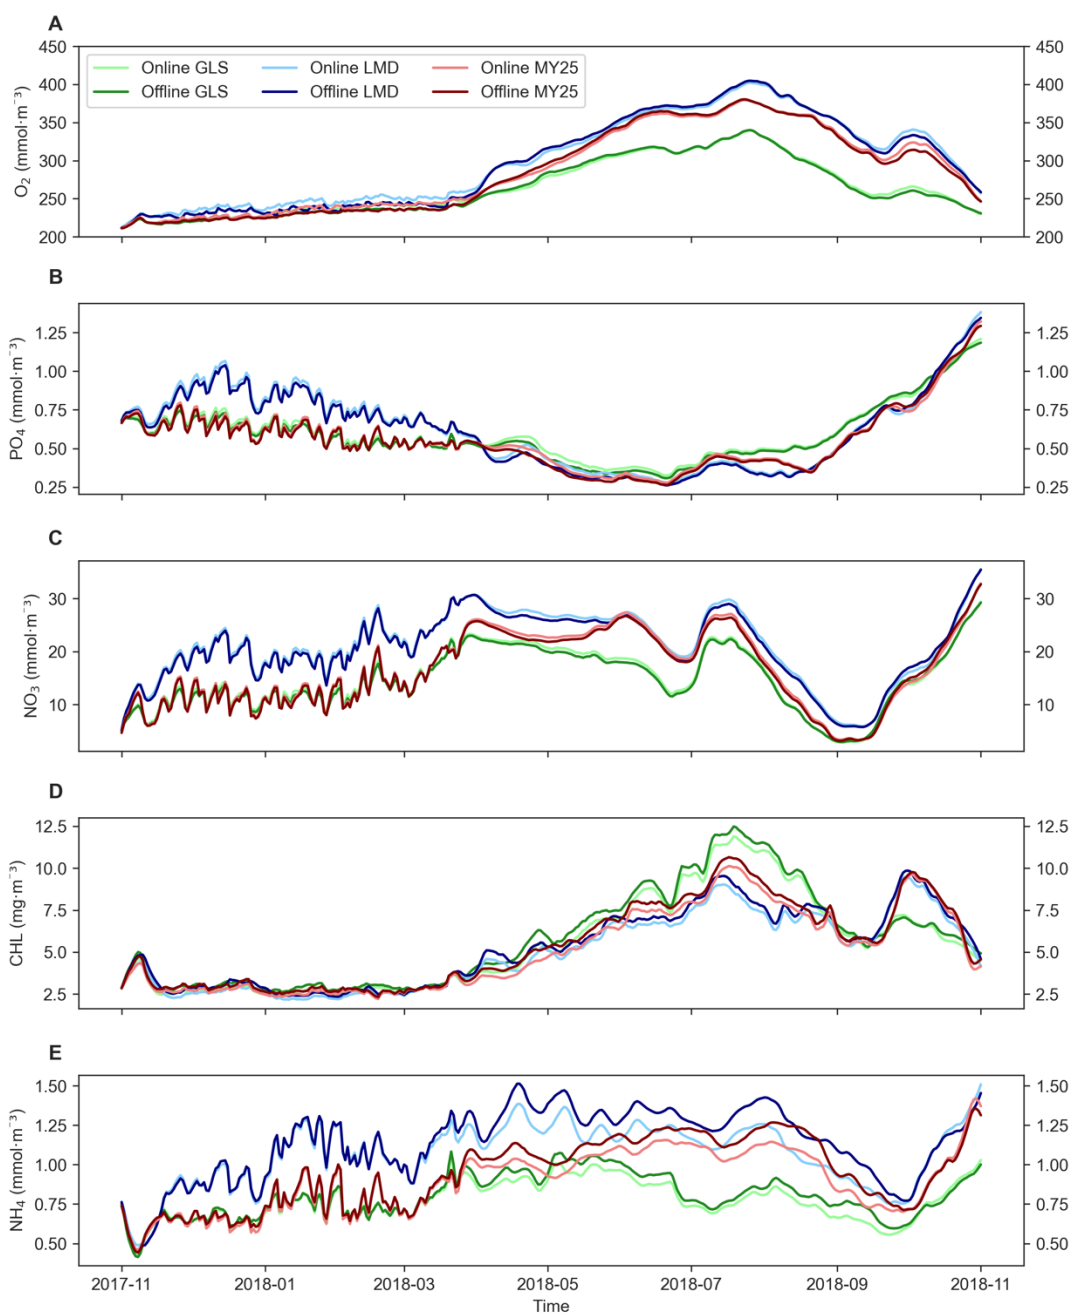 A
450 450
Online GLS Online LMD Online MY25
Offline GLS Offline LMD Offline MY25
400 400
350 350
300 300
250 250
200 200
O₂ (mmol·m⁻³)
B
1.25 1.25
1.00 1.00
0.75 0.75
0.50 0.50
0.25 0.25
PO₄ (mmol·m⁻³)
C
30 30
20 20
10 10
NO₃ (mmol·m⁻³)
D
12.5 12.5
10.0 10.0
7.5 7.5
5.0 5.0
2.5 2.5
CHL (mg·m⁻³)
E
1.50 1.50
1.25 1.25
1.00 1.00
0.75 0.75
0.50 0.50
NH₄ (mmol·m⁻³)
2017-11 2018-01 2018-03 2018-05 2018-07 2018-09 2018-11
Time